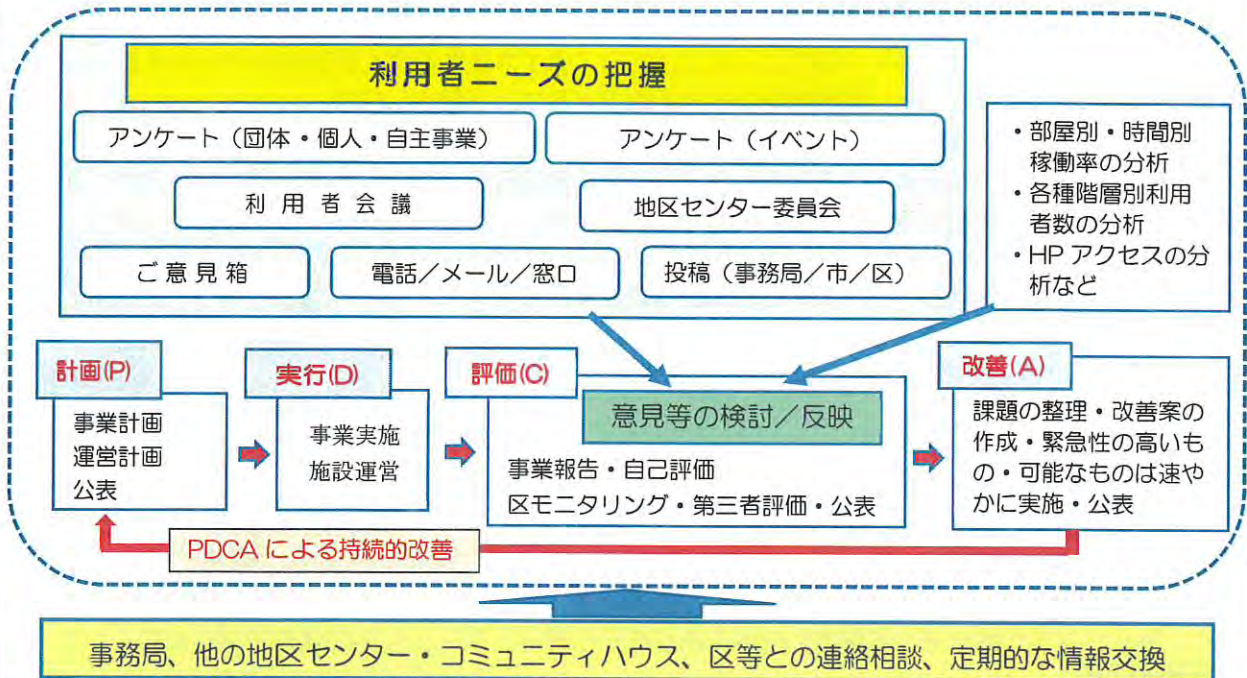 利用者ニーズの把握
アンケート（団体・個人・自主事業）
アンケート（イベント）
利用者会議
地区センター委員会
ご意見箱
電話／メール／窓口
投稿（事務局／市／区）
・部屋別・時間別
稼働率の分析
・各種階層別利用
者数の分析
・HP アクセスの分
析など
計画(P)
事業計画
運営計画
公表
実行(D)
事業実施
施設運営
評価(C)
意見等の検討／反映
事業報告・自己評価
区モニタリング・第三者評価・公表
改善(A)
課題の整理・改善案の
作成・緊急性の高いも
の・可能なものは速や
かに実施・公表
PDCA による持続的改善
事務局、他の地区センター・コミュニティハウス、区等との連絡相談、定期的な情報交換